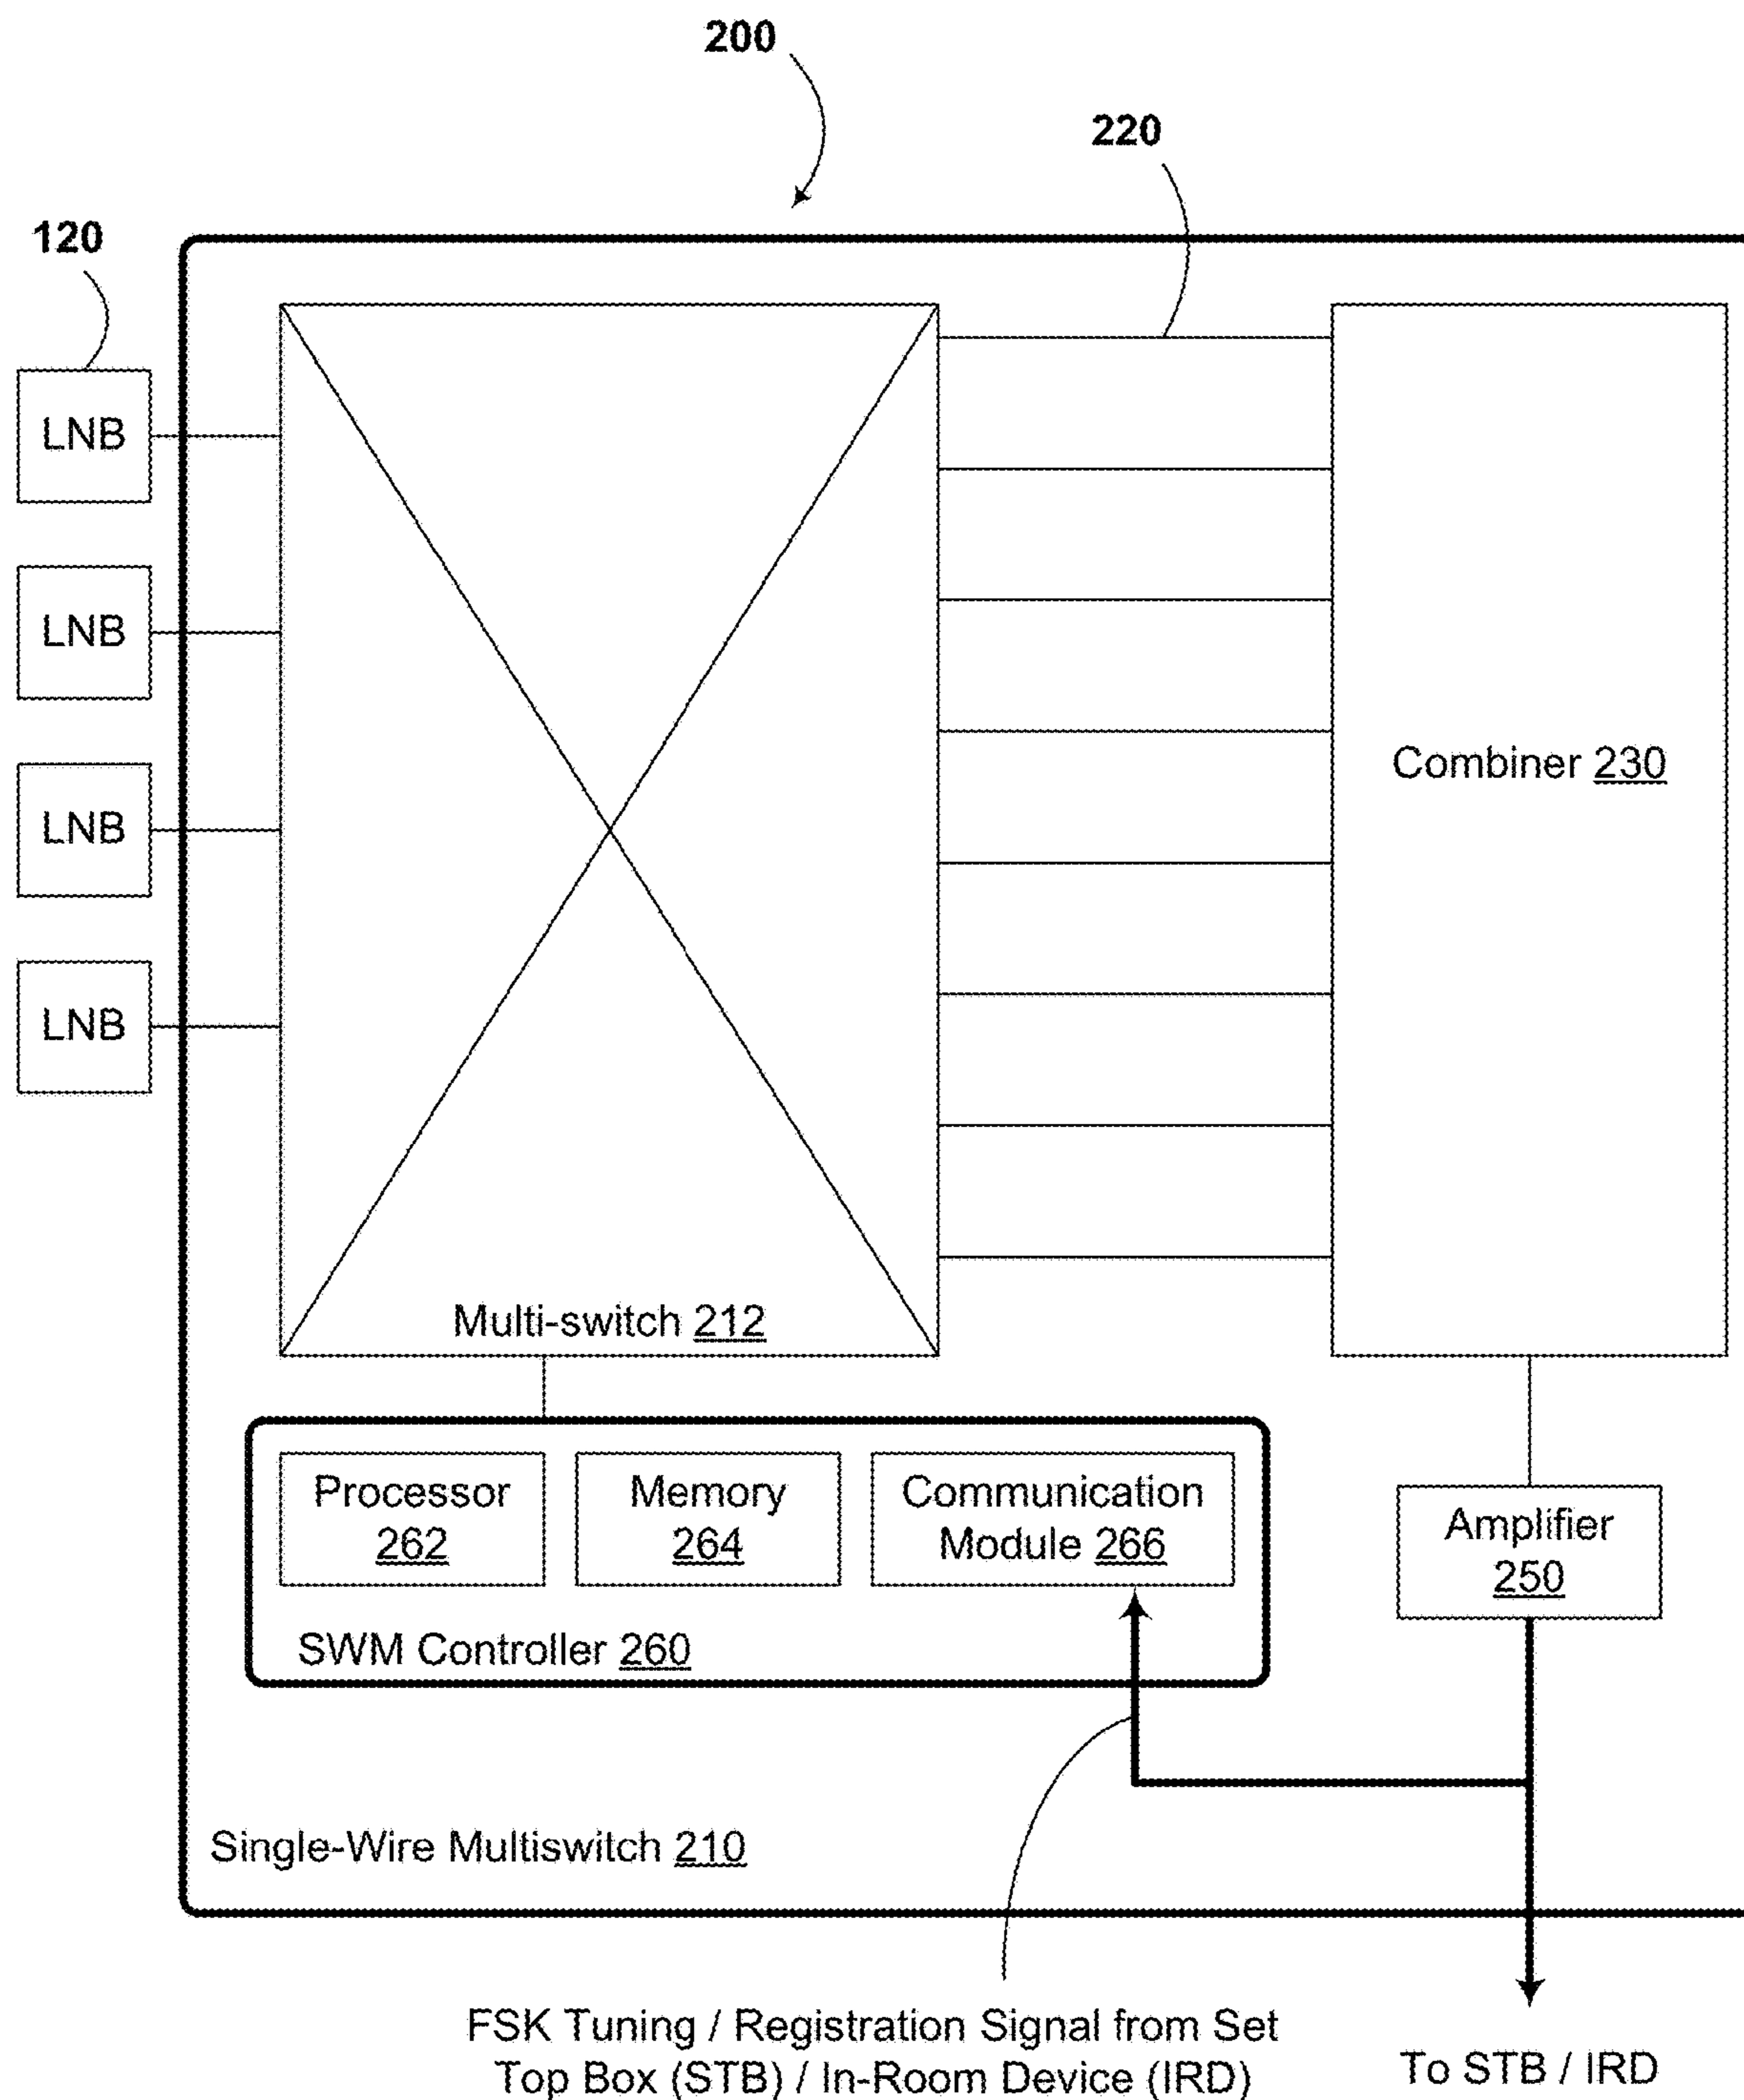 200
220
120
LNB
LNB
LNB
LNB
Combiner 230
Multi-switch 212
Processor
262
Memory
264
Communication
Module 266
Amplifier
250
SWM Controller 260
Single-Wire Multiswitch 210
FSK Tuning / Registration Signal from Set
Top Box (STB) / In-Room Device (IRD)
To STB / IRD